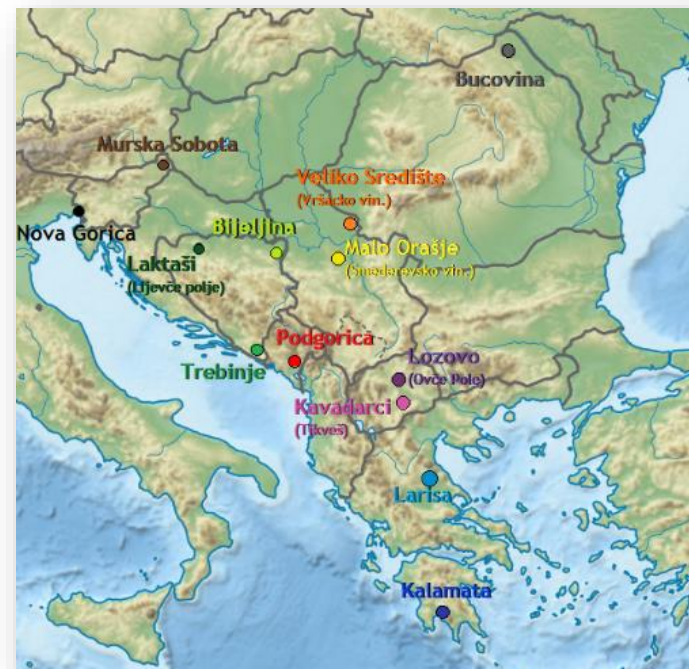 Bucovina
Murska Sobota
Veliko Središte
(Vršačko vin.)
Nova Gorica
Bijeljina
Malo Orašje
(Smederevsko vin.)
Laktaši
(Lijevče polje)
Podgorica
Trebinje
Lozovo
(Ovče Pole)
Kavadarci
(Tikveš)
Larisa
Kalamata